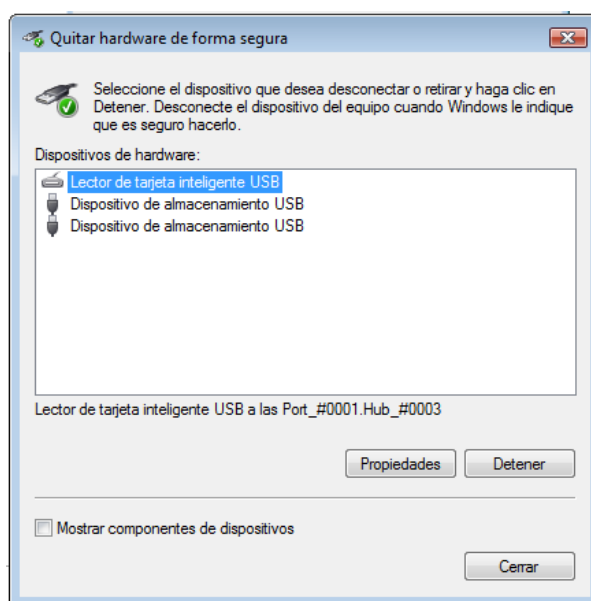 Quitar hardware de forma segura
Seleccione el dispositivo que desea desconectar o retirar y haga clic en
Detener. Desconecte el dispositivo del equipo cuando Windows le indique
que es seguro hacerlo.
Dispositivos de hardware:
Lector de tarjeta inteligente USB
Dispositivo de almacenamiento USB
Dispositivo de almacenamiento USB
Lector de tarjeta inteligente USB a las Port_#0001.Hub_#0003
Propiedades
Detener
Mostrar componentes de dispositivos
Cerrar